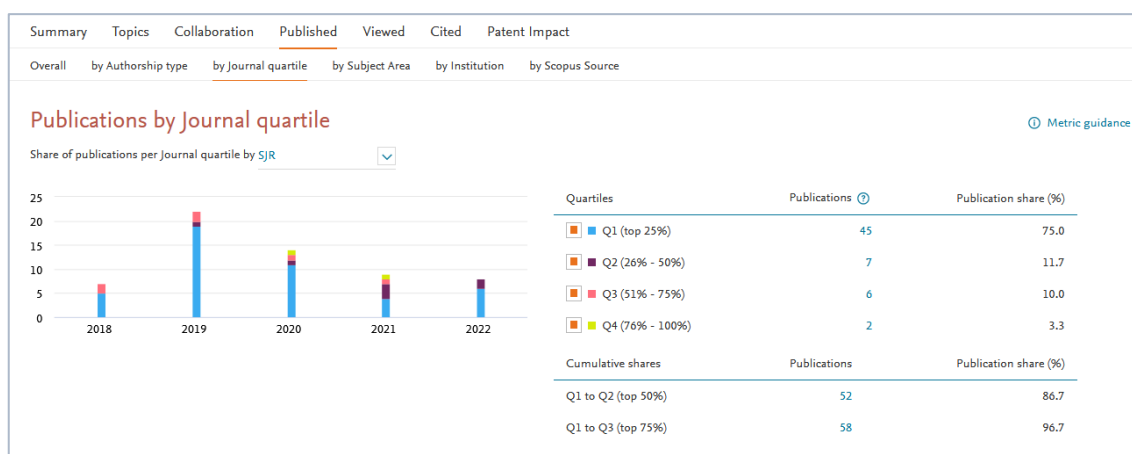 Summary Topics Collaboration Published Viewed Cited Patent Impact
Overall by Authorship type by Journal quartile by Subject Area by Institution by Scopus Source
Publications by Journal quartile
Metric guidance
Share of publications per Journal quartile by SJR
25
20
15
10
5
0
2018 2019 2020 2021 2022
Quartiles Publications ? Publication share (%)
Q1 (top 25%) 45 75.0
Q2 (26% - 50%) 7 11.7
Q3 (51% - 75%) 6 10.0
Q4 (76% - 100%) 2 3.3
Cumulative shares Publications Publication share (%)
Q1 to Q2 (top 50%) 52 86.7
Q1 to Q3 (top 75%) 58 96.7